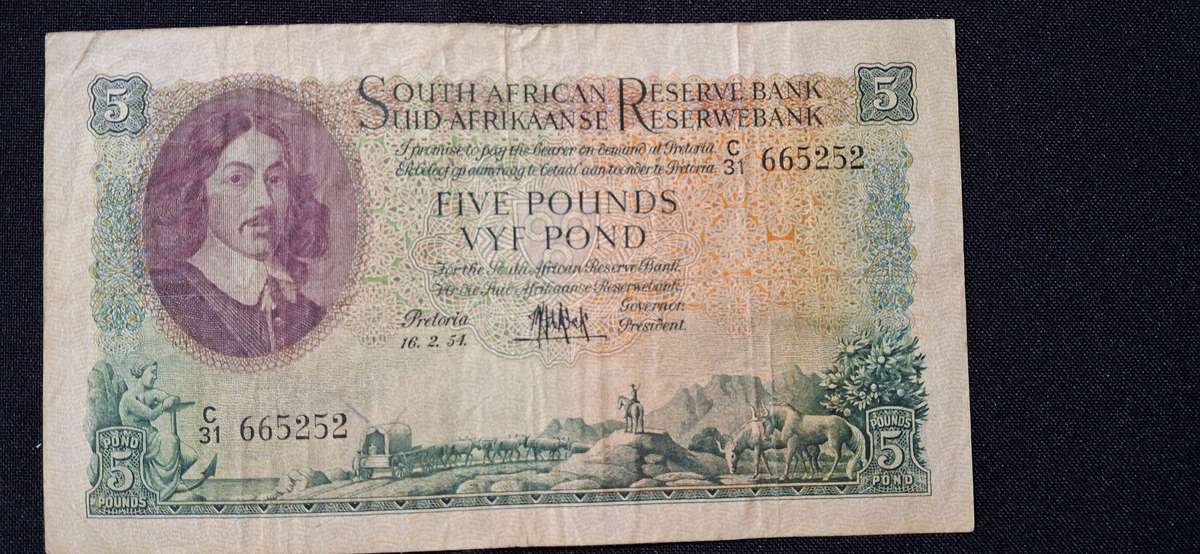 5
5
SOUTH AFRICAN RESERVE BANK
SUID-AFRIKAANSE RESERWEBANK
I promise to pay the bearer on demand at Pretoria
Ek beloof op aanvraag te betaal aan toonder te Pretoria
C/31 665252
FIVE POUNDS
VYF POND
For the South African Reserve Bank.
Vir die Suid-Afrikaanse Reserwebank.
Governor.
President.
Pretoria
16. 2. 54.
C/31 665252
POND
5
POUNDS
POUNDS
5
POND